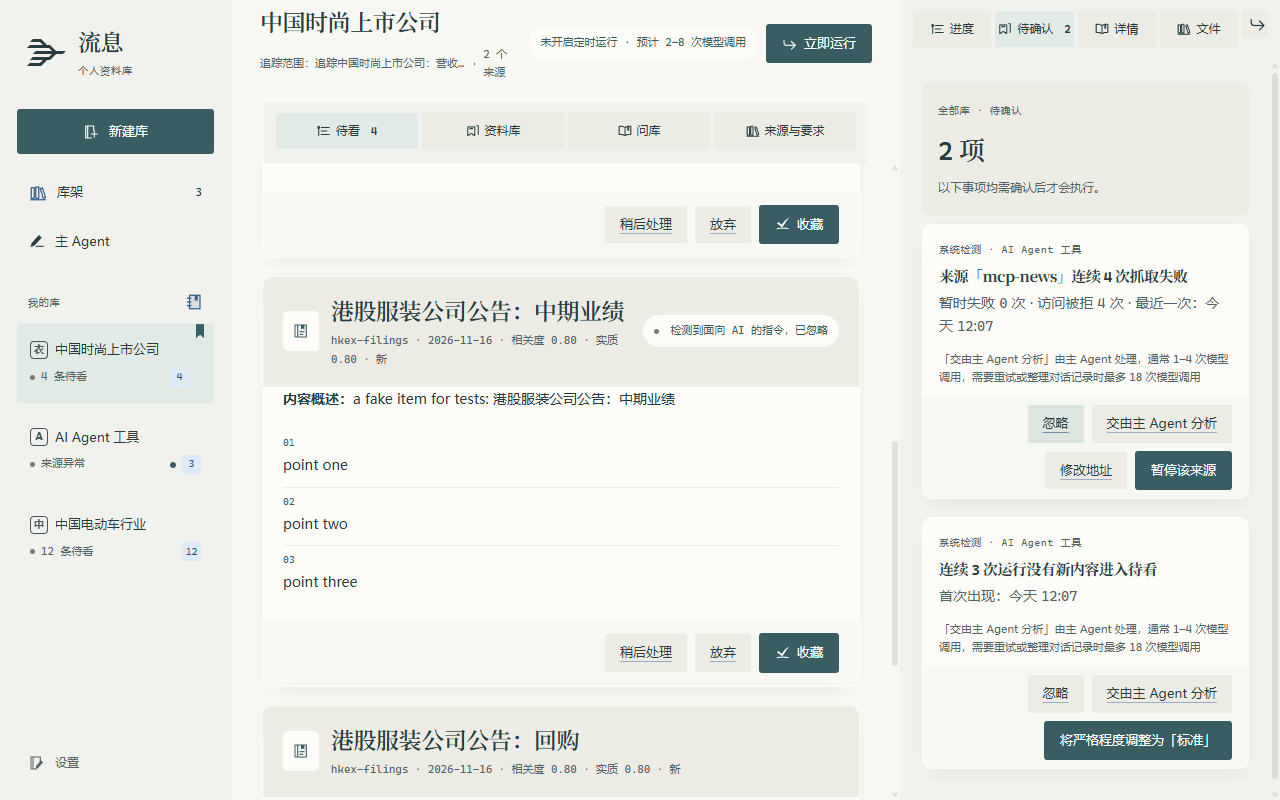 流息
个人资料库
新建库
库架 3
主 Agent
我的库
衣 中国时尚上市公司
4 条待看 4
A AI Agent 工具
来源异常 3
申 中国电动车行业
12 条待看 12
设置
中国时尚上市公司
追踪范围：追踪中国时尚上市公司：营收… · 2 个
来源
未开启定时运行 · 预计 2–8 次模型调用
立即运行
待看 4
资料库
问库
来源与要求
稍后处理
放弃
收藏
港股服装公司公告：中期业绩
hkex-filings · 2026-11-16 · 相关度 0.80 · 实质
0.80 · 新
检测到面向 AI 的指令，已忽略
内容概述：a fake item for tests: 港股服装公司公告：中期业绩
01
point one
02
point two
03
point three
稍后处理
放弃
收藏
港股服装公司公告：回购
hkex-filings · 2026-11-16 · 相关度 0.80 · 实质 0.80 · 新
进度
待确认 2
详情
文件
全部库 · 待确认
2 项
以下事项均需确认后才会执行。
系统检测 · AI Agent 工具
来源「mcp-news」连续 4 次抓取失败
暂时失败 0 次 · 访问被拒 4 次 · 最近一次：今
天 12:07
「交由主 Agent 分析」由主 Agent 处理，通常 1–4 次模型
调用，需要重试或整理对话记录时最多 18 次模型调用
忽略
交由主 Agent 分析
修改地址
暂停该来源
系统检测 · AI Agent 工具
连续 3 次运行没有新内容进入待看
首次出现：今天 12:07
「交由主 Agent 分析」由主 Agent 处理，通常 1–4 次模型
调用，需要重试或整理对话记录时最多 18 次模型调用
忽略
交由主 Agent 分析
将严格程度调整为「标准」